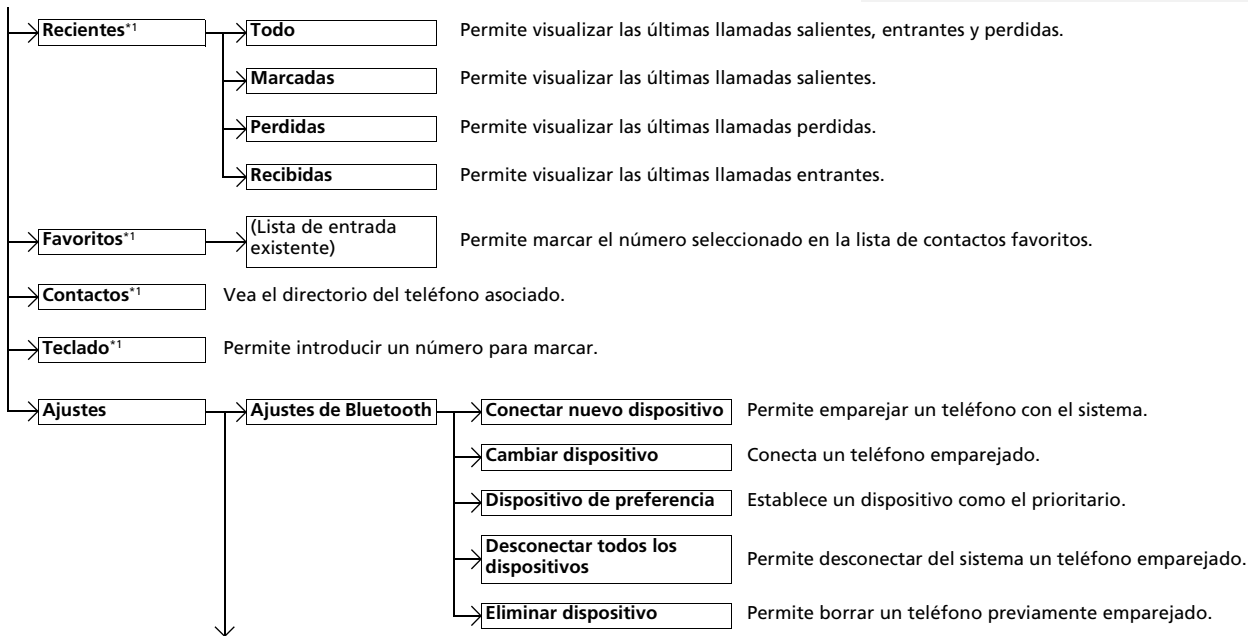 Recientes*1 Todo Permite visualizar las últimas llamadas salientes, entrantes y perdidas.
Marcadas Permite visualizar las últimas llamadas salientes.
Perdidas Permite visualizar las últimas llamadas perdidas.
Recibidas Permite visualizar las últimas llamadas entrantes.
Favoritos*1 (Lista de entrada
existente) Permite marcar el número seleccionado en la lista de contactos favoritos.
Contactos*1 Vea el directorio del teléfono asociado.
Teclado*1 Permite introducir un número para marcar.
Ajustes Ajustes de Bluetooth Conectar nuevo dispositivo Permite emparejar un teléfono con el sistema.
Cambiar dispositivo Conecta un teléfono emparejado.
Dispositivo de preferencia Establece un dispositivo como el prioritario.
Desconectar todos los
dispositivos Permite desconectar del sistema un teléfono emparejado.
Eliminar dispositivo Permite borrar un teléfono previamente emparejado.